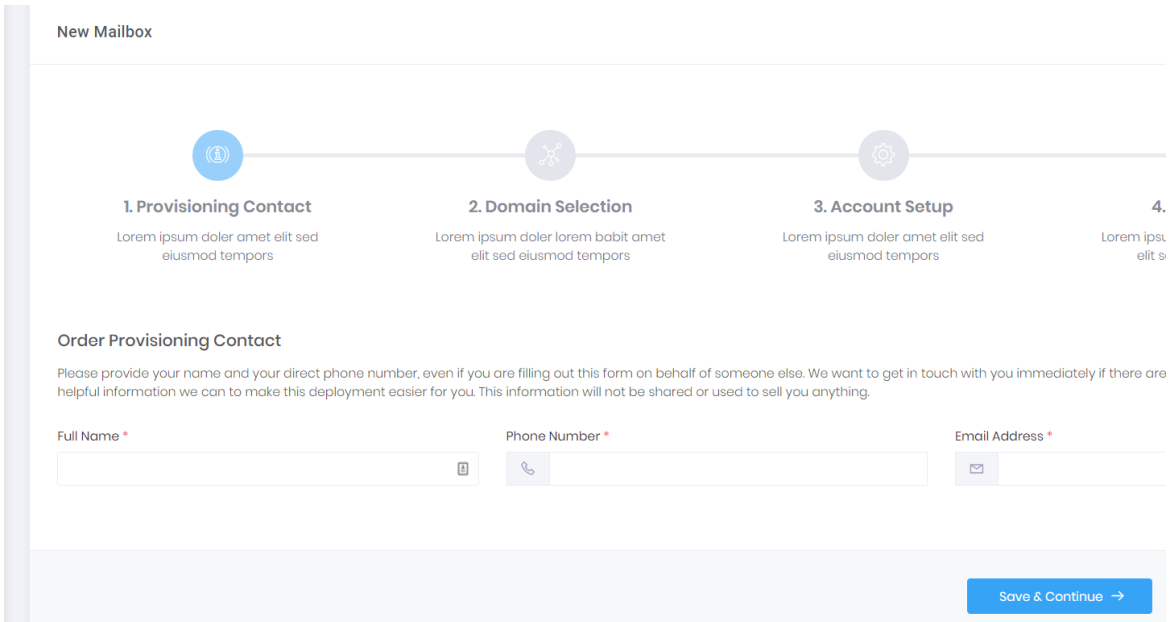 New Mailbox
1. Provisioning Contact
Lorem ipsum doler amet elit sed
eiusmod tempors
2. Domain Selection
Lorem ipsum doler lorem babit amet
elit sed eiusmod tempors
3. Account Setup
Lorem ipsum doler amet elit sed
eiusmod tempors
4.
Lorem
elit
Order Provisioning Contact
Please provide your name and your direct phone number, even if you are filling out this form on behalf of someone else. We want to get in touch with you immediately if there are
helpful information we can to make this deployment easier for you. This information will not be shared or used to sell you anything.
Full Name *
Phone Number *
Email Address *
Save & Continue →